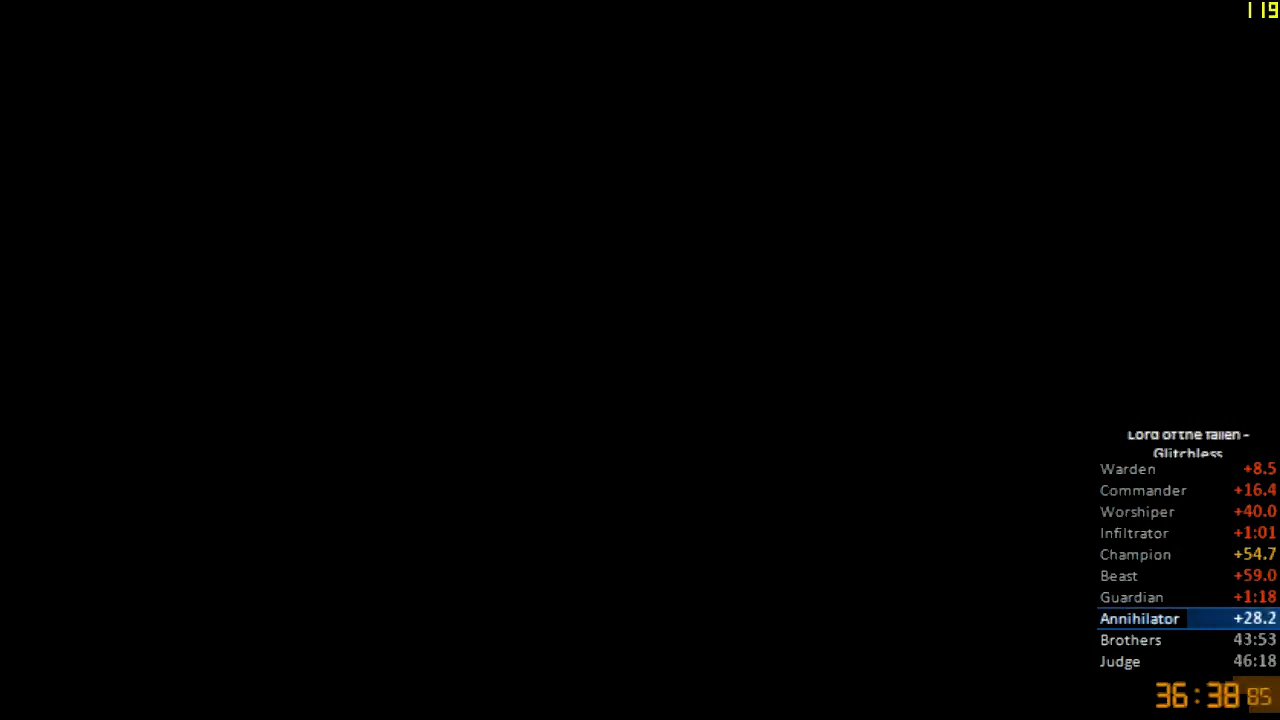 119
Lord of the fallen -
Glitchless
Warden +8.5
Commander +16.4
Worshiper +40.0
Infiltrator +1:01
Champion +54.7
Beast +59.0
Guardian +1:18
Annihilator +28.2
Brothers 43:53
Judge 46:18
36:38 85